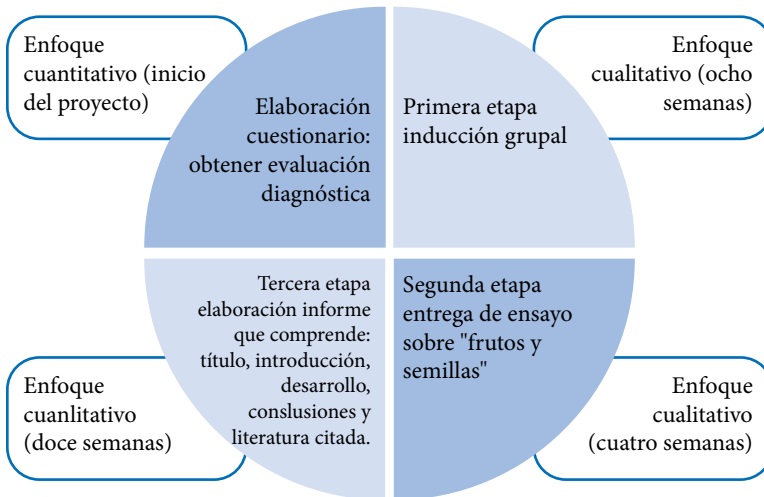 Enfoque
cuantitativo (inicio
del proyecto)
Elaboración
cuestionario:
obtener evaluación
diagnóstica
Primera etapa
inducción grupal
Enfoque
cualitativo (ocho
semanas)
Tercera etapa
elaboración informe
que comprende:
título, introducción,
desarrollo,
conslusiones y
literatura citada.
Segunda etapa
entrega de ensayo
sobre "frutos y
semillas"
Enfoque
cuanlitativo
(doce semanas)
Enfoque
cualitativo
(cuatro semanas)